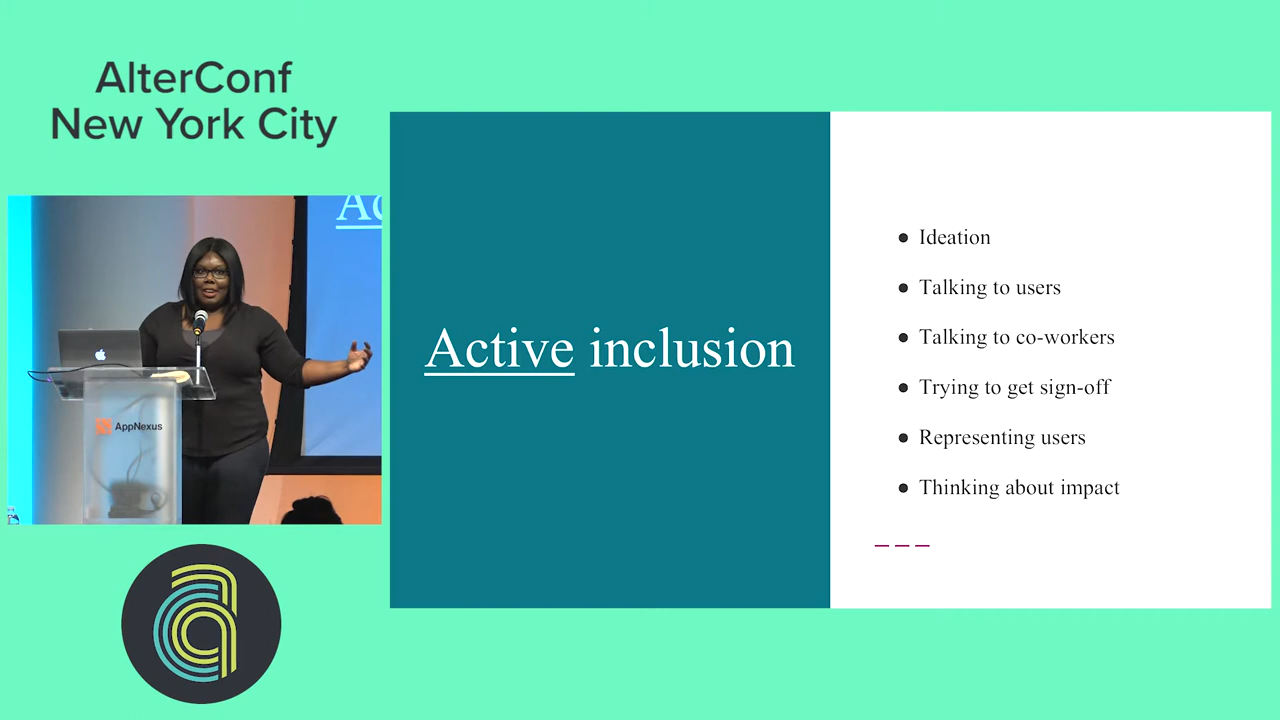 AlterConf
New York City
Ac
AppNexus
Active inclusion
● Ideation
● Talking to users
● Talking to co-workers
● Trying to get sign-off
● Representing users
● Thinking about impact